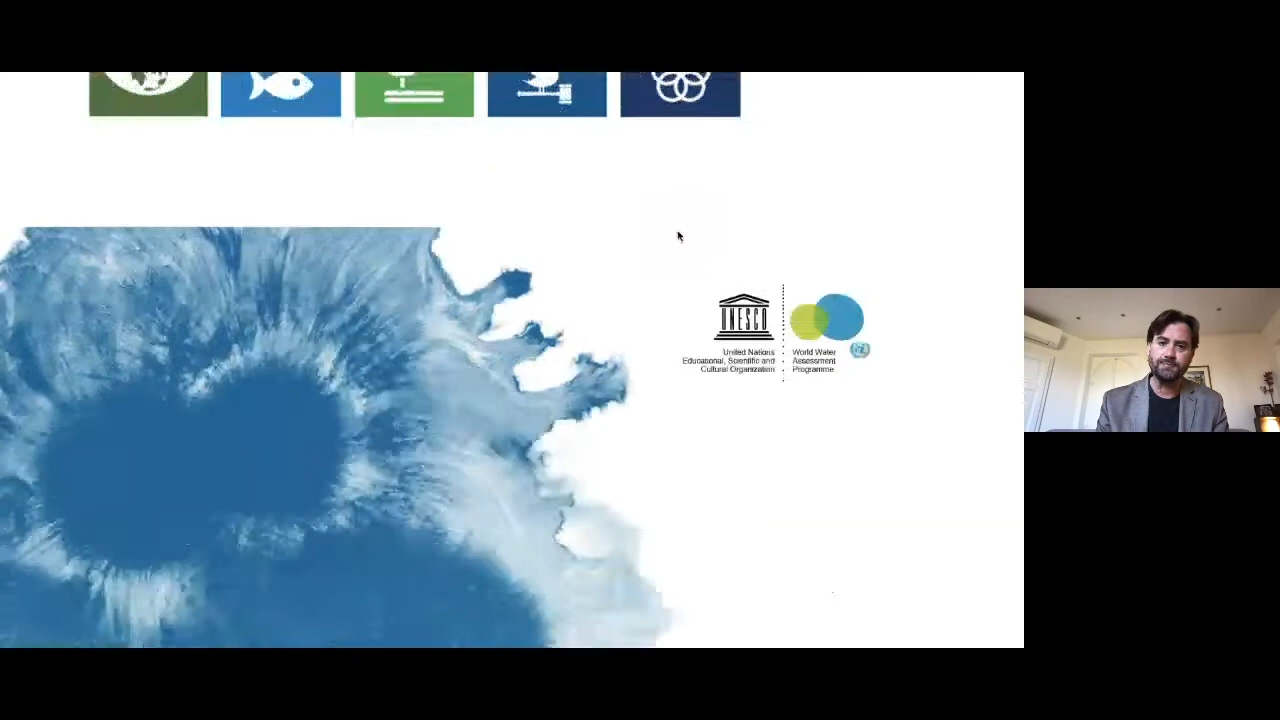 UNESCO
United Nations
Educational, Scientific and
Cultural Organization
World Water
Assessment
Programme